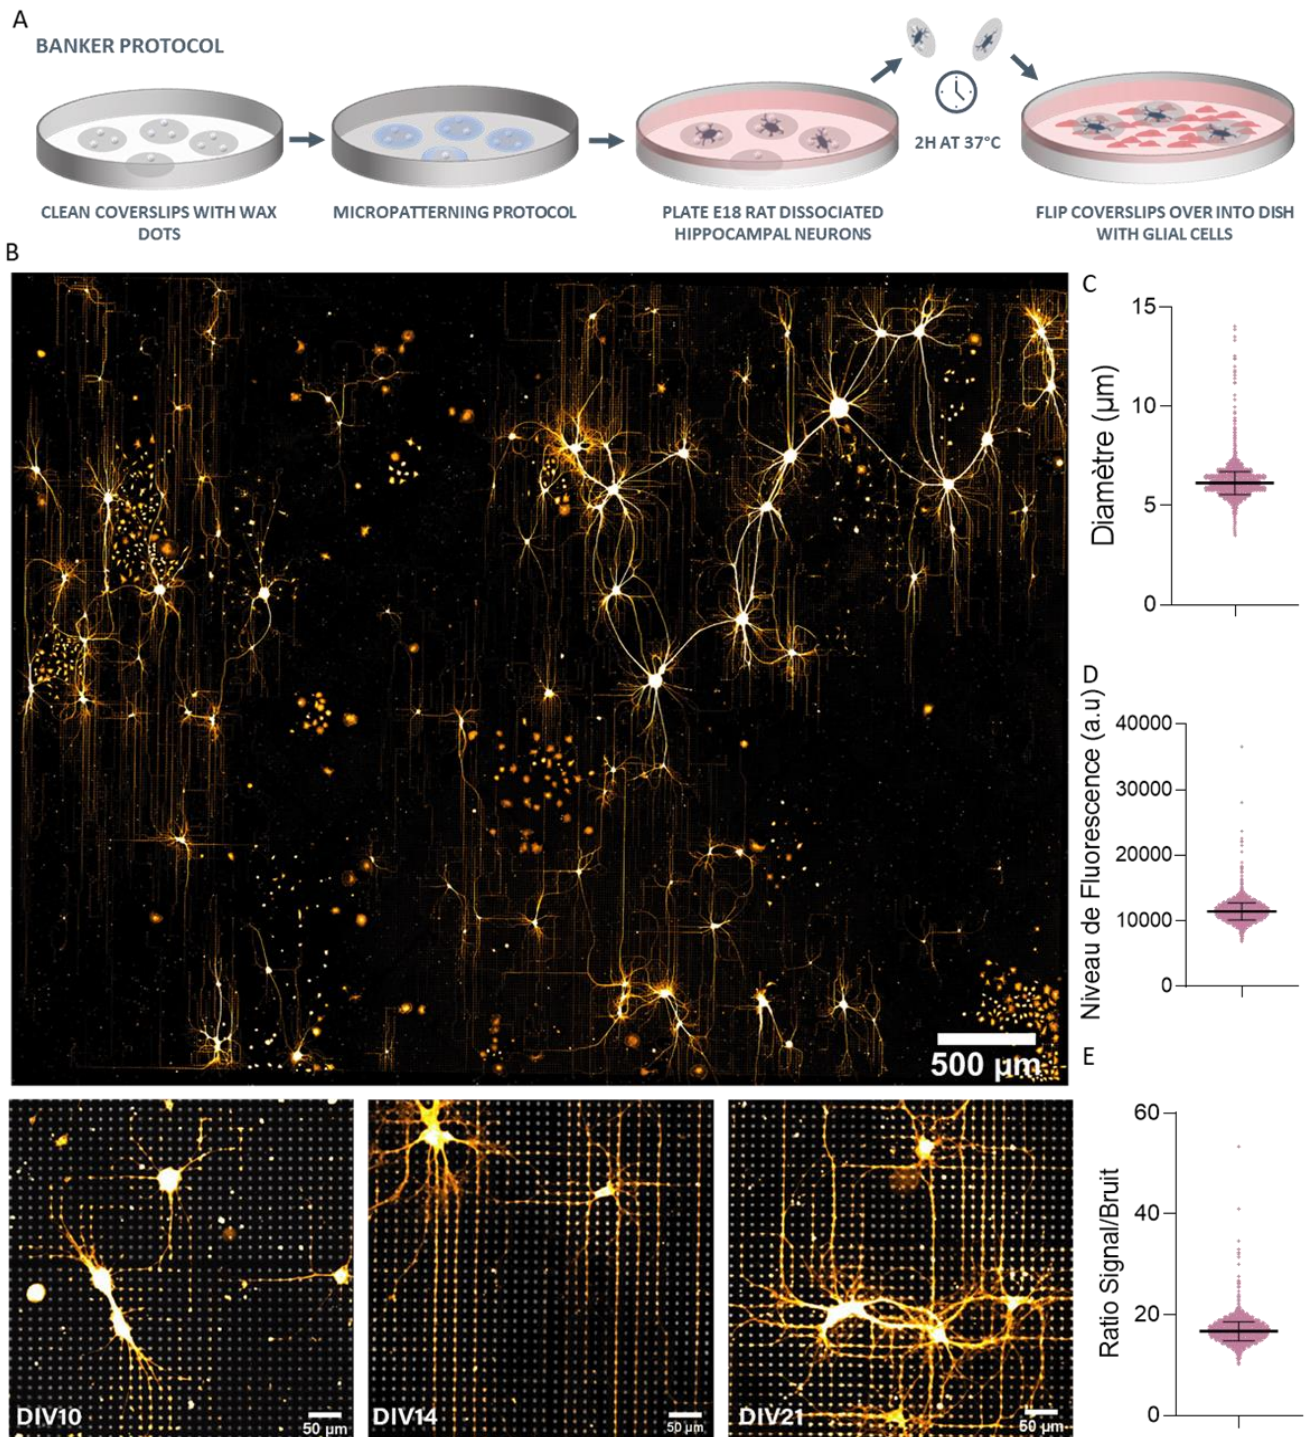 A
BANKER PROTOCOL
2H AT 37°C
CLEAN COVERSLIPS WITH WAX
DOTS
MICROPATTERNING PROTOCOL
PLATE E18 RAT DISSOCIATED
HIPPOCAMPAL NEURONS
FLIP COVERSLIPS OVER INTO DISH
WITH GLIAL CELLS
B
500 µm
DIV10
50 µm
DIV14
50 µm
DIV21
50 µm
C
Diamètre (µm)
15
10
5
0
D
Niveau de Fluorescence (a.u)
40000
30000
20000
10000
0
E
Ratio Signal/Bruit
60
40
20
0